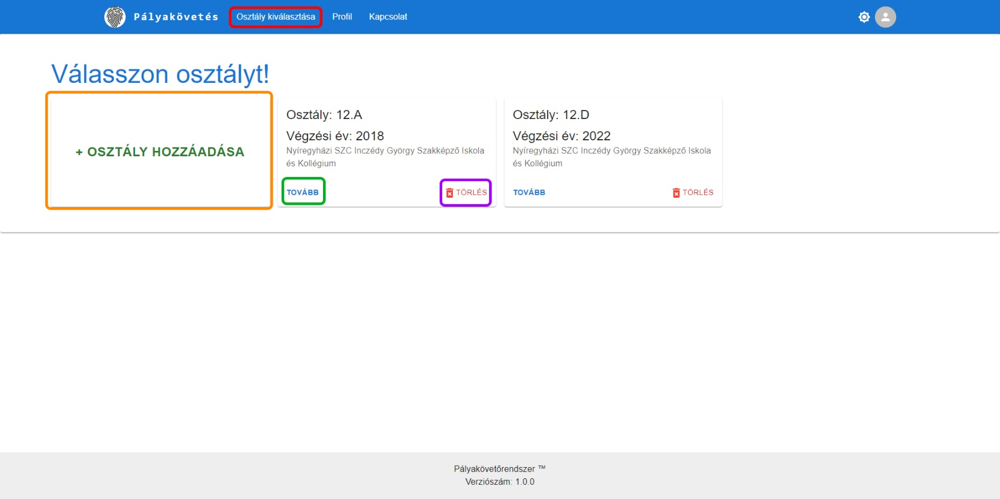 Pályakövetés Osztály kiválasztása Profil Kapcsolat
Válasszon osztályt!
+ OSZTÁLY HOZZÁADÁSA
Osztály: 12.A
Végzési év: 2018
Nyíregyházi SZC Inczédy György Szakképző Iskola
és Kollégium
TOVÁBB TÖRLÉS
Osztály: 12.D
Végzési év: 2022
Nyíregyházi SZC Inczédy György Szakképző Iskola
és Kollégium
TOVÁBB TÖRLÉS
Pályakövetőrendszer ™
Verziószám: 1.0.0